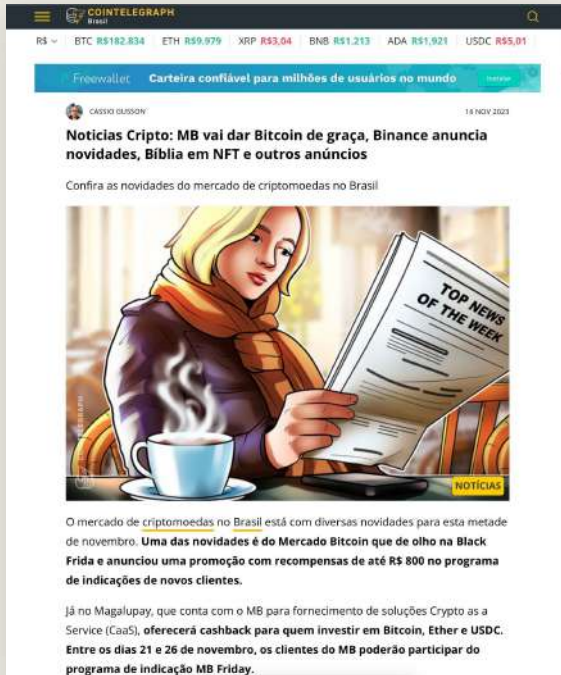 COINTELEGRAPH
Brasil
R$ BTC R$182.834 ETH R$9.979 XRP R$3,04 BNB R$1.213 ADA R$1,921 USDC R$5,01
Freewallet Carteira confiável para milhões de usuários no mundo
CASSIO GUSSON
16 NOV 2023
Noticias Cripto: MB vai dar Bitcoin de graça, Binance anuncia
novidades, Bíblia em NFT e outros anúncios
Confira as novidades do mercado de criptomoedas no Brasil
TOP NEWS
OF THE WEEK
NOTÍCIAS
O mercado de criptomoedas no Brasil está com diversas novidades para esta metade
de novembro. Uma das novidades é do Mercado Bitcoin que de olho na Black
Frida e anunciou uma promoção com recompensas de até R$ 800 no programa
de indicações de novos clientes.
Já no Magalupay, que conta com o MB para fornecimento de soluções Crypto as a
Service (CaaS), oferecerá cashback para quem investir em Bitcoin, Ether e USDC.
Entre os dias 21 e 26 de novembro, os clientes do MB poderão participar do
programa de indicação MB Friday.